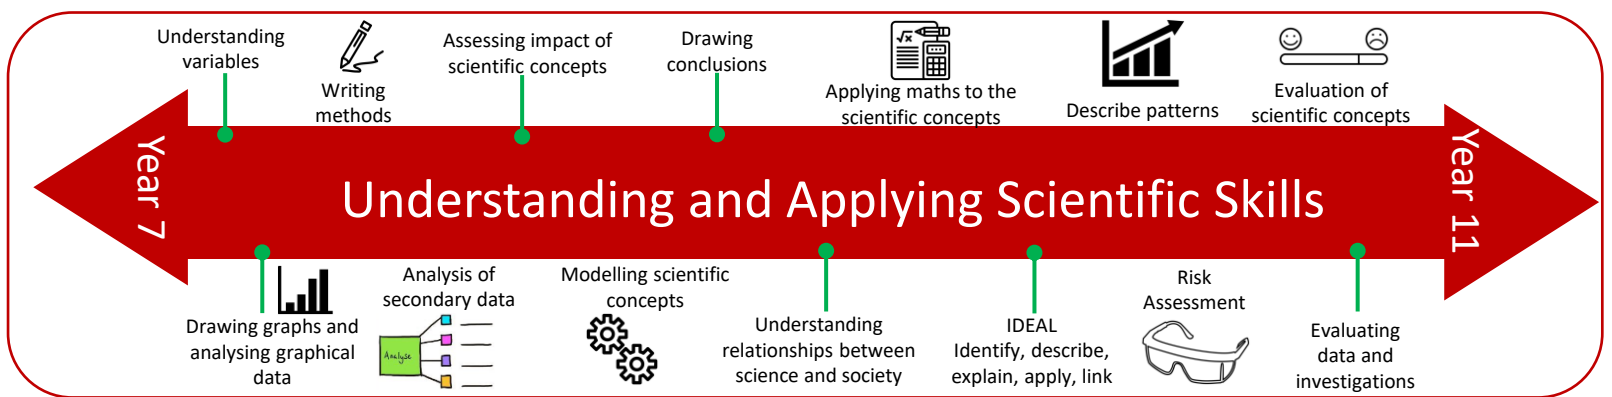 Understanding
variables
Writing
methods
Assessing impact of
scientific concepts
Drawing
conclusions
Applying maths to the
scientific concepts
Describe patterns
Evaluation of
scientific concepts
Year 7
Understanding and Applying Scientific Skills
Year 11
Drawing graphs and
analysing graphical
data
Analysis of
secondary data
Analyse
Modelling scientific
concepts
Understanding
relationships between
science and society
IDEAL
Identify, describe,
explain, apply, link
Risk
Assessment
Evaluating
data and
investigations